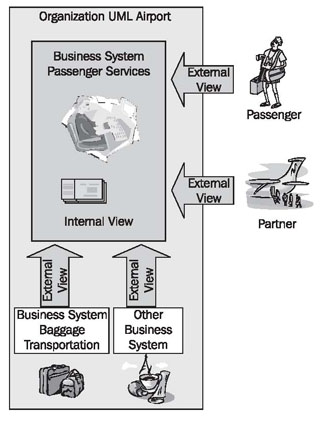 Organization UML Airport
Business System
Passenger Services
Internal View
External
View
Passenger
External
View
Partner
External
View
External
View
Business System
Baggage
Transportation
Other
Business
System